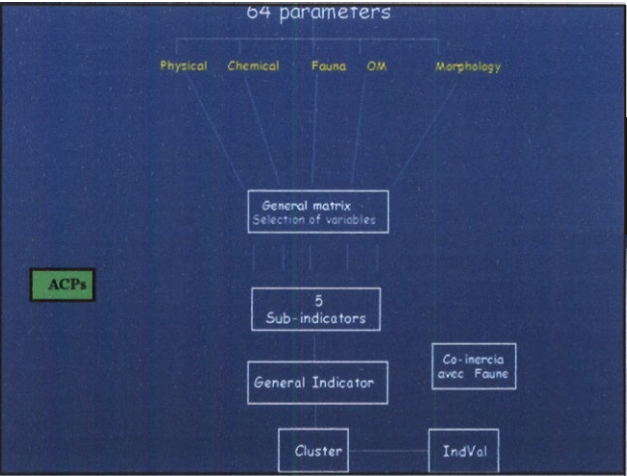 64 parameters
Physical Chemical Fauna OM Morphology
General matrix
Selection of variables
ACPs
5
Sub-indicators
Co-inercia
avec Faune
General Indicator
Cluster
IndVal